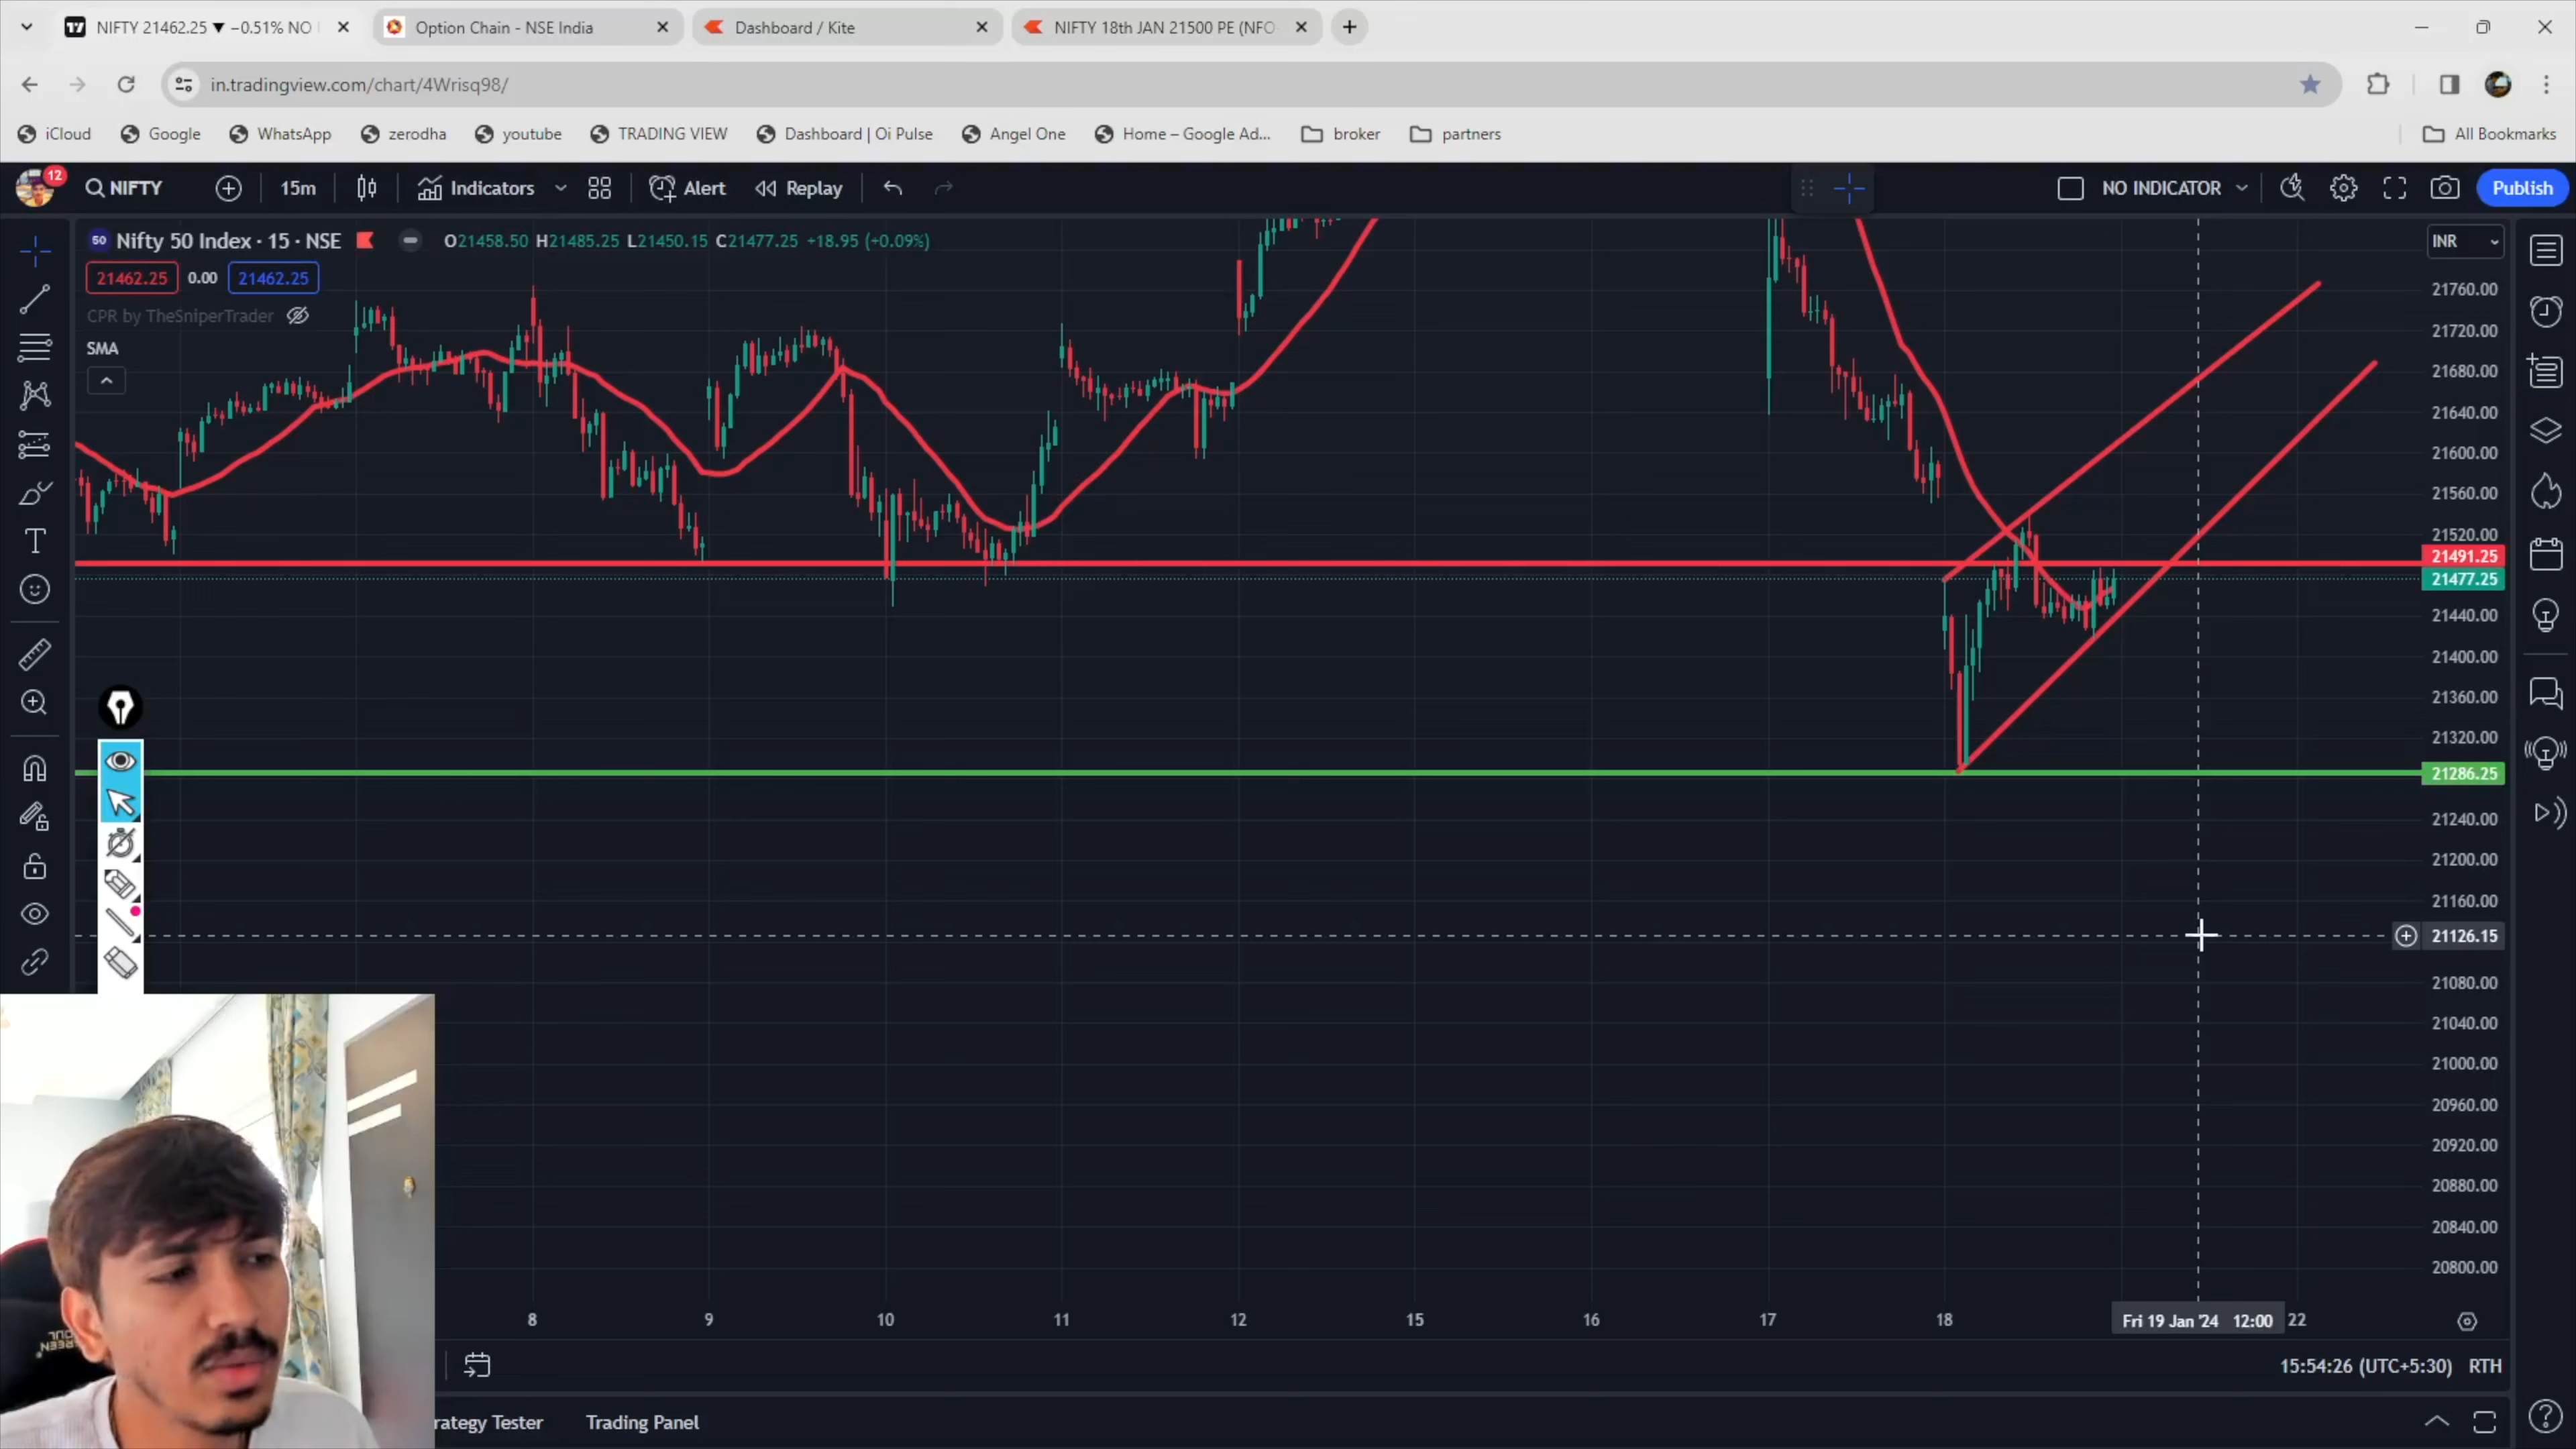 NIFTY 21462.25 ▼ −0.51% NO
Option Chain - NSE India
Dashboard / Kite
NIFTY 18th JAN 21500 PE (NFO
in.tradingview.com/chart/4Wrisq98/
iCloud
Google
WhatsApp
zerodha
youtube
TRADING VIEW
Dashboard | Oi Pulse
Angel One
Home – Google Ad...
broker
partners
All Bookmarks
12
NIFTY
15m
Indicators
Alert
Replay
NO INDICATOR
Publish
50 Nifty 50 Index · 15 · NSE
O21458.50 H21485.25 L21450.15 C21477.25 +18.95 (+0.09%)
INR
21462.25 0.00 21462.25
CPR by TheSniperTrader
SMA
21760.00
21720.00
21680.00
21640.00
21600.00
21560.00
21520.00
21491.25
21477.25
21440.00
21400.00
21360.00
21320.00
21286.25
21240.00
21200.00
21160.00
21126.15
21080.00
21040.00
21000.00
20960.00
20920.00
20880.00
20840.00
20800.00
8 9 10 11 12 15 16 17 18 Fri 19 Jan '24 12:00 22
15:54:26 (UTC+5:30) RTH
rategy Tester
Trading Panel